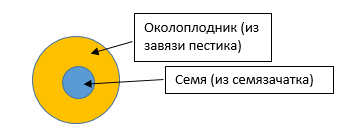 Околоплодник (из
завязи пестика)
Семя (из семязачатка)